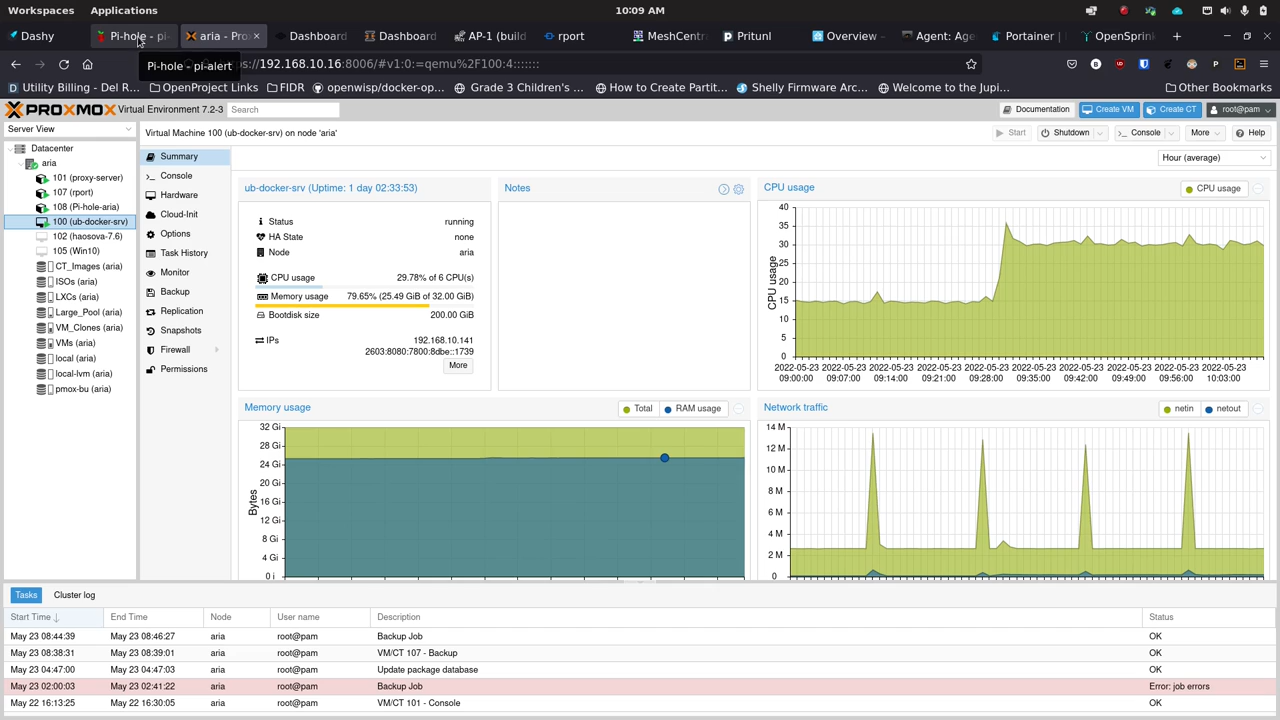 Workspaces Applications 10:09 AM
Dashy Pi-hole - pi- aria - Pro Dashboard Dashboard AP-1 (build rport MeshCentr Pritunl Overview - Agent: Age Portainer | OpenSprink
Pi-hole - pi-alert
192.168.10.16:8006/#v1:0:=qemu%2F100:4:::::::
Utility Billing - Del R... OpenProject Links FIDR openwisp/docker-op... Grade 3 Children's ... How to Create Partit... Shelly Firmware Arc... Welcome to the Jupi... Other Bookmarks
PROXMOX Virtual Environment 7.2-3 Search Documentation Create VM Create CT root@pam
Server View
Virtual Machine 100 (ub-docker-srv) on node 'aria' Start Shutdown Console More Help
Datacenter
aria
101 (proxy-server)
107 (rport)
108 (Pi-hole-aria)
100 (ub-docker-srv)
102 (haosova-7.6)
105 (Win10)
CT_Images (aria)
ISOs (aria)
LXCs (aria)
Large_Pool (aria)
VM_Clones (aria)
VMs (aria)
local (aria)
local-lvm (aria)
pmox-bu (aria)
Summary
Console
Hardware
Cloud-Init
Options
Task History
Monitor
Backup
Replication
Snapshots
Firewall
Permissions
Hour (average)
ub-docker-srv (Uptime: 1 day 02:33:53)
Status running
HA State none
Node aria
CPU usage 29.78% of 6 CPU(s)
Memory usage 79.65% (25.49 GiB of 32.00 GiB)
Bootdisk size 200.00 GiB
IPs 192.168.10.141
2603:8080:7800:8dbe::1739
More
Notes
CPU usage CPU usage
40
35
30
25
20
15
10
5
0
CPU usage
2022-05-23 2022-05-23 2022-05-23 2022-05-23 2022-05-23 2022-05-23 2022-05-23 2022-05-23 2022-05-23 2022-05-23
09:00:00 09:07:00 09:14:00 09:21:00 09:28:00 09:35:00 09:42:00 09:49:00 09:56:00 10:03:00
Memory usage Total RAM usage
32 Gi
28 Gi
24 Gi
20 Gi
16 Gi
12 Gi
8 Gi
4 Gi
0 i
Bytes
Network traffic netin netout
14 M
12 M
10 M
8 M
6 M
4 M
2 M
0
Tasks Cluster log
Start Time End Time Node User name Description Status
May 23 08:44:39 May 23 08:46:27 aria root@pam Backup Job OK
May 23 08:38:31 May 23 08:39:01 aria root@pam VM/CT 107 - Backup OK
May 23 04:47:00 May 23 04:47:03 aria root@pam Update package database OK
May 23 02:00:03 May 23 02:41:22 aria root@pam Backup Job Error: job errors
May 22 16:13:25 May 22 16:30:05 aria root@pam VM/CT 101 - Console OK